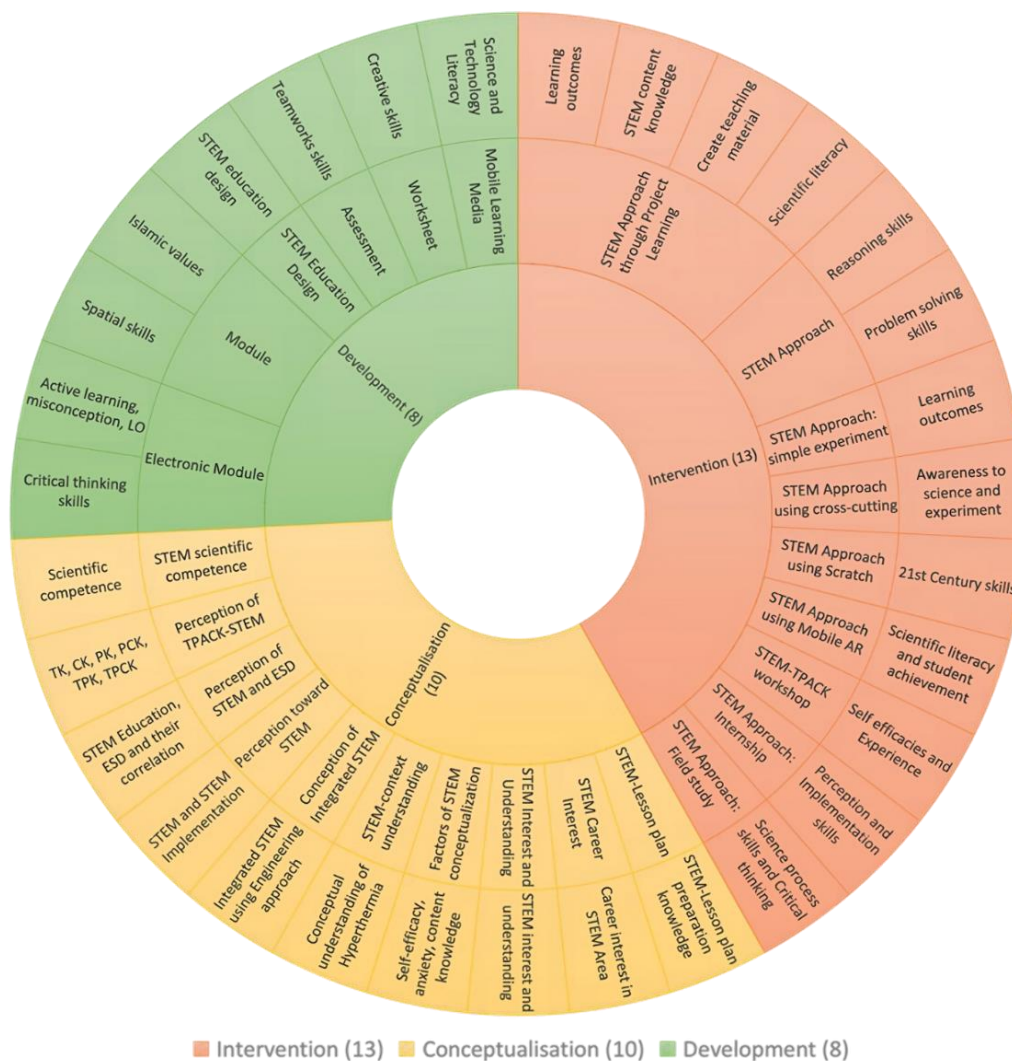 Learning
outcomes
STEM content
knowledge
Create teaching
material
Scientific literacy
Reasoning skills
Problem solving
skills
Learning
outcomes
Awareness to
science and
experiment
21st Century skills
Scientific literacy
and student
achievement
Self efficacies and
Experience
Perception and
Implementation
skills
Science process
skills and Critical
thinking
STEM Approach
through Project
Learning
STEM Approach
STEM Approach:
simple experiment
STEM Approach
using cross-cutting
STEM Approach
using Scratch
STEM Approach
using Mobile AR
STEM-TPACK
workshop
STEM Approach:
Internship
STEM Approach:
Field study
Intervention (13)
STEM-Lesson plan
preparation
knowledge
Career interest in
STEM Area
STEM interest and
understanding
Self-efficacy,
anxiety, content
knowledge
Conceptual
understanding of
Hyperthermia
Integrated STEM
using Engineering
approach
STEM and STEM
Implementation
STEM Education,
ESD and their
correlation
TK, CK, PK, PCK,
TPK, TPCK
Scientific
competence
STEM-Lesson plan
STEM Career
Interest
STEM Interest and
Understanding
Factors of STEM
conceptualization
STEM-context
understanding
Conception of
Integrated STEM
Perception toward
STEM
Perception of
STEM and ESD
Perception of
TPACK-STEM
STEM scientific
competence
Conceptualisation
(10)
Critical thinking
skills
Active learning,
misconception, LO
Spatial skills
Islamic values
STEM education
design
Teamworks skills
Creative skills
Science and
Technology
Literacy
Electronic Module
Module
STEM Education
Design
Assessment
Worksheet
Mobile Learning
Media
Development (8)
Intervention (13) Conceptualisation (10) Development (8)